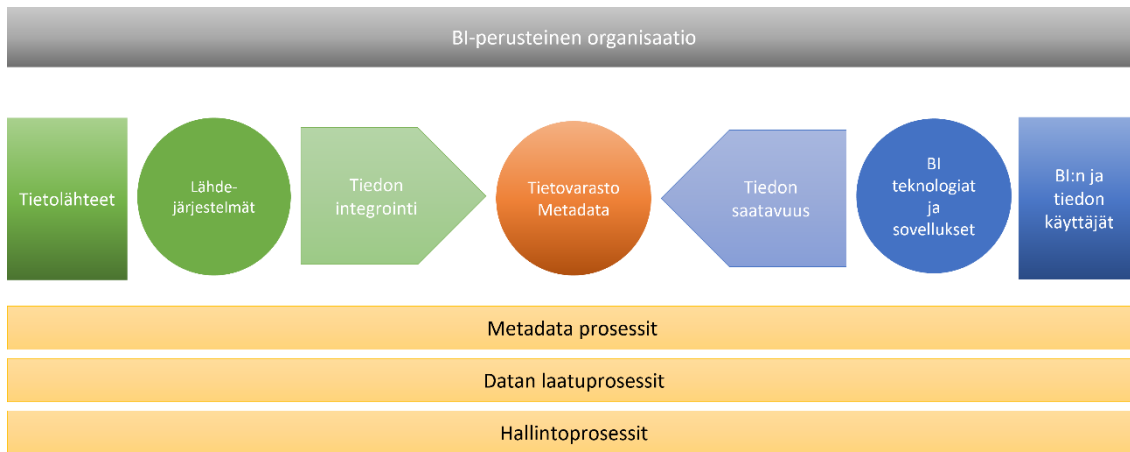 BI-perusteinen organisaatio
Tietolähteet
Lähde-
järjestelmät
Tiedon
integrointi
Tietovarasto
Metadata
Tiedon
saatavuus
BI
teknologiat
ja
sovellukset
BI:n ja
tiedon
käyttäjät
Metadata prosessit
Datan laatuprosessit
Hallintoprosessit